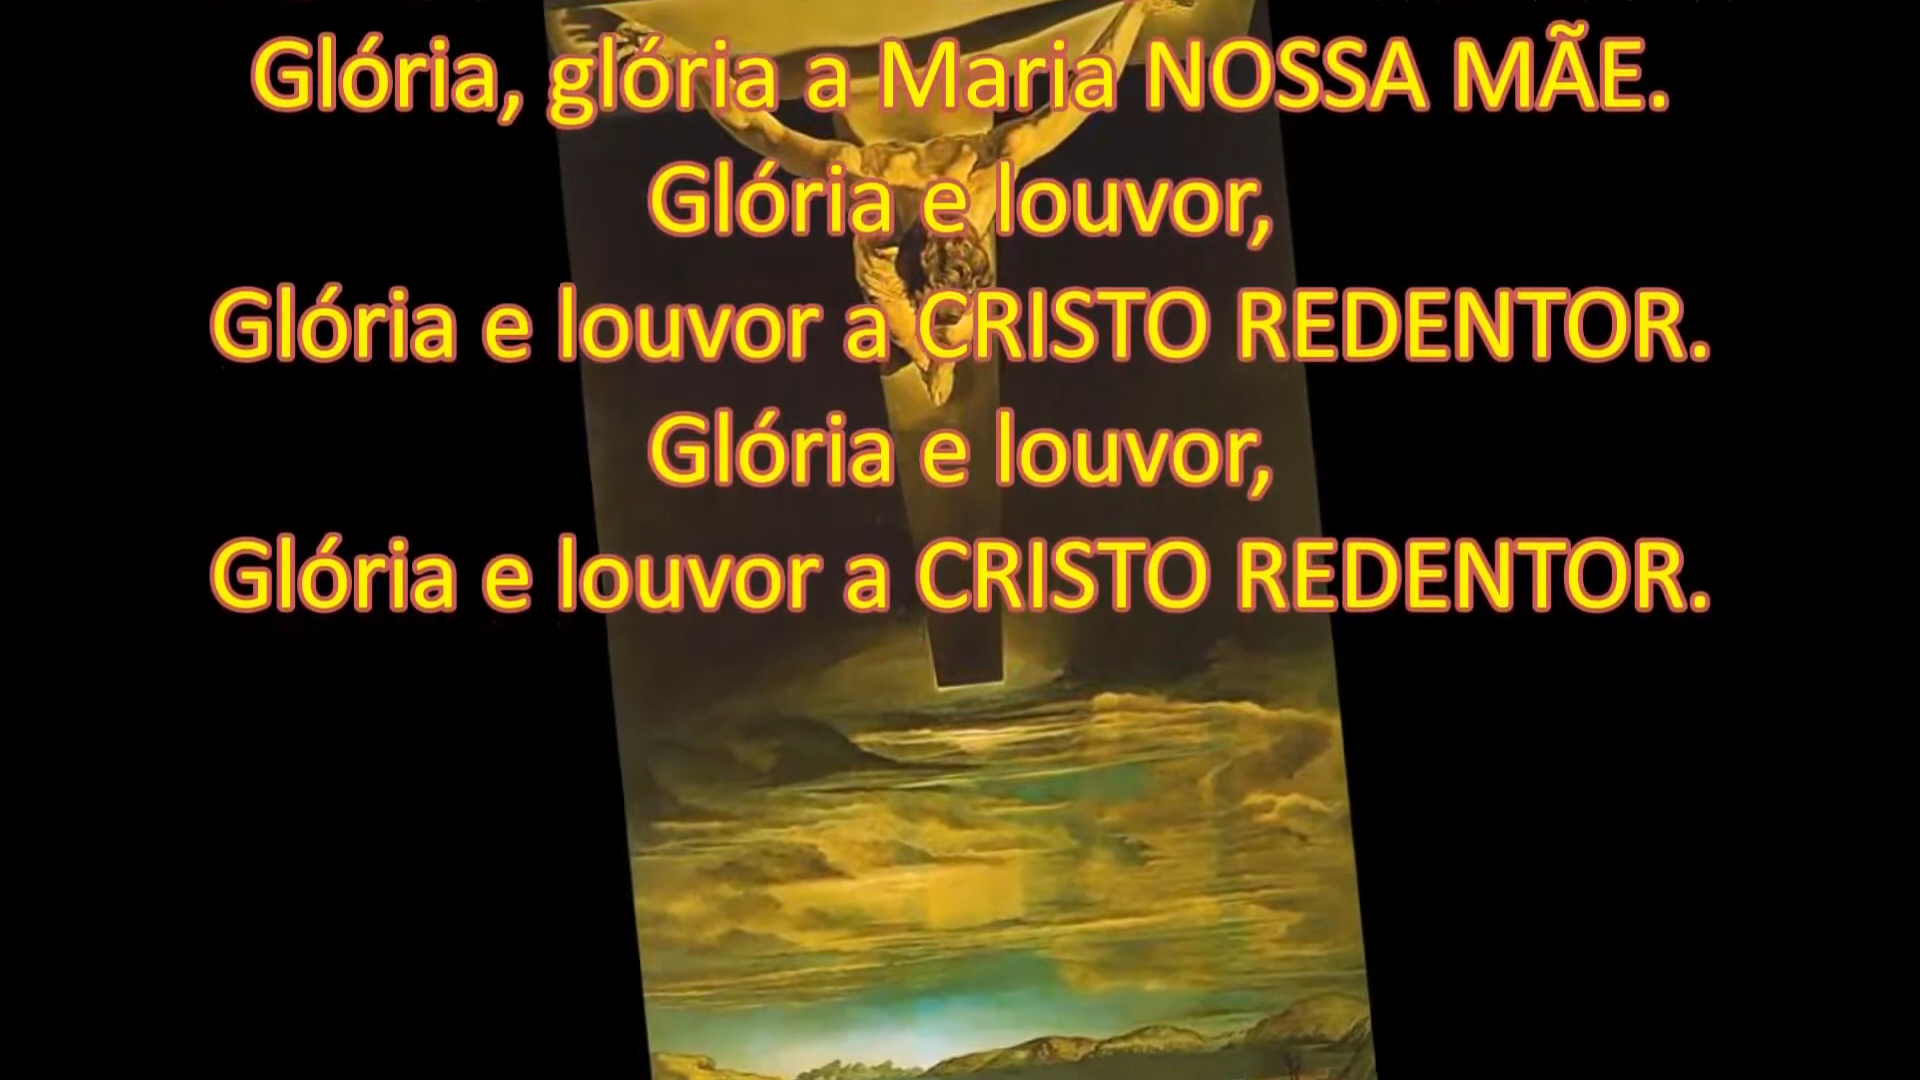 Glória, glória a Maria NOSSA MÃE.
Glória e louvor,
Glória e louvor a CRISTO REDENTOR.
Glória e louvor,
Glória e louvor a CRISTO REDENTOR.